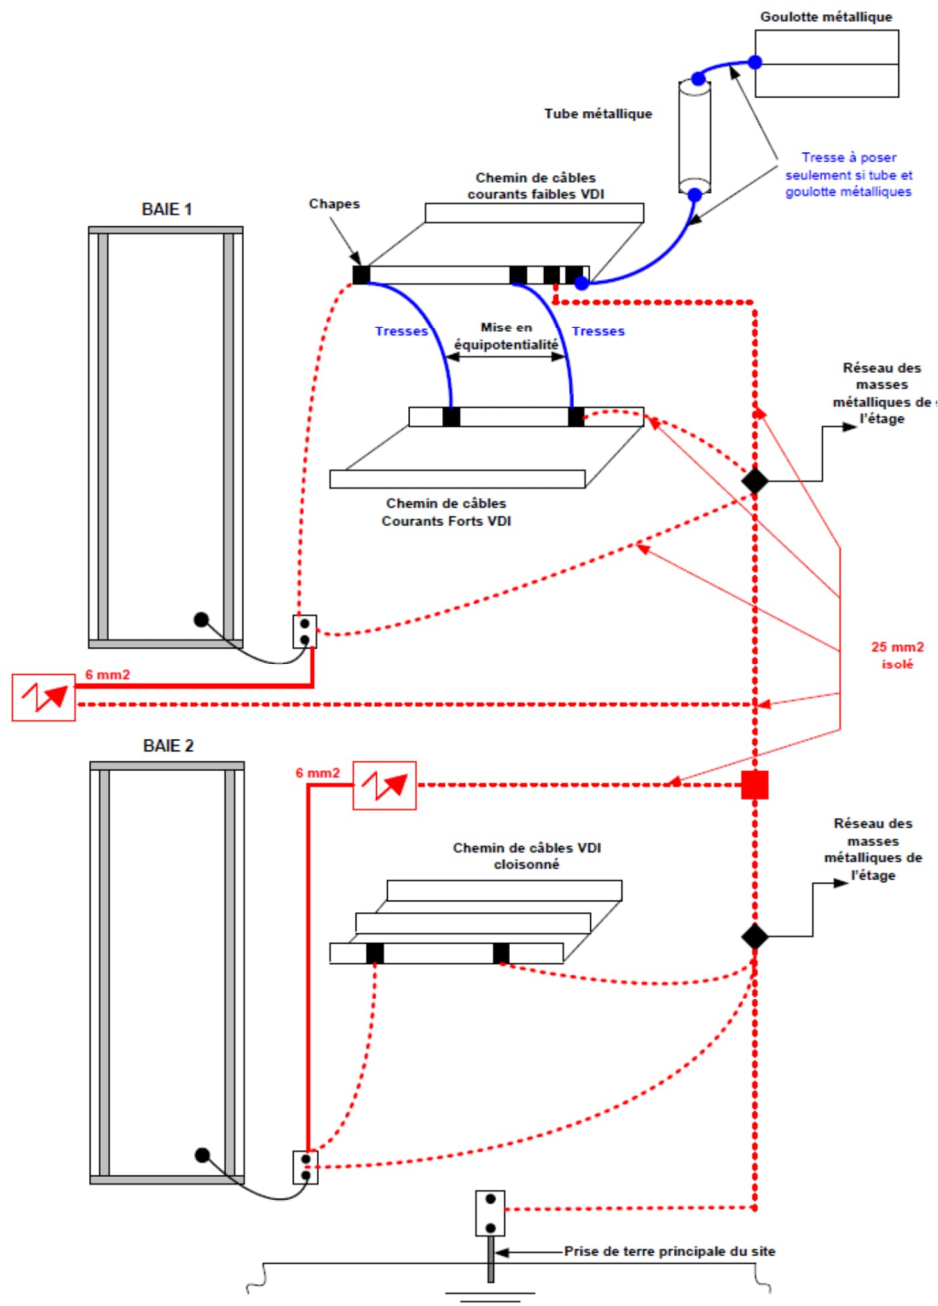 Goulotte métallique
Tube métallique
Tresse à poser
seulement si tube et
goulotte métalliques
Chemin de câbles
courants faibles VDI
Chapes
BAIE 1
Tresses
Mise en
équipotentialité
Tresses
Réseau des
masses
métalliques de
l'étage
Chemin de câbles
Courants Forts VDI
25 mm2
isolé
6 mm2
BAIE 2
6 mm2
Chemin de câbles VDI
cloisonné
Réseau des
masses
métalliques de
l'étage
Prise de terre principale du site